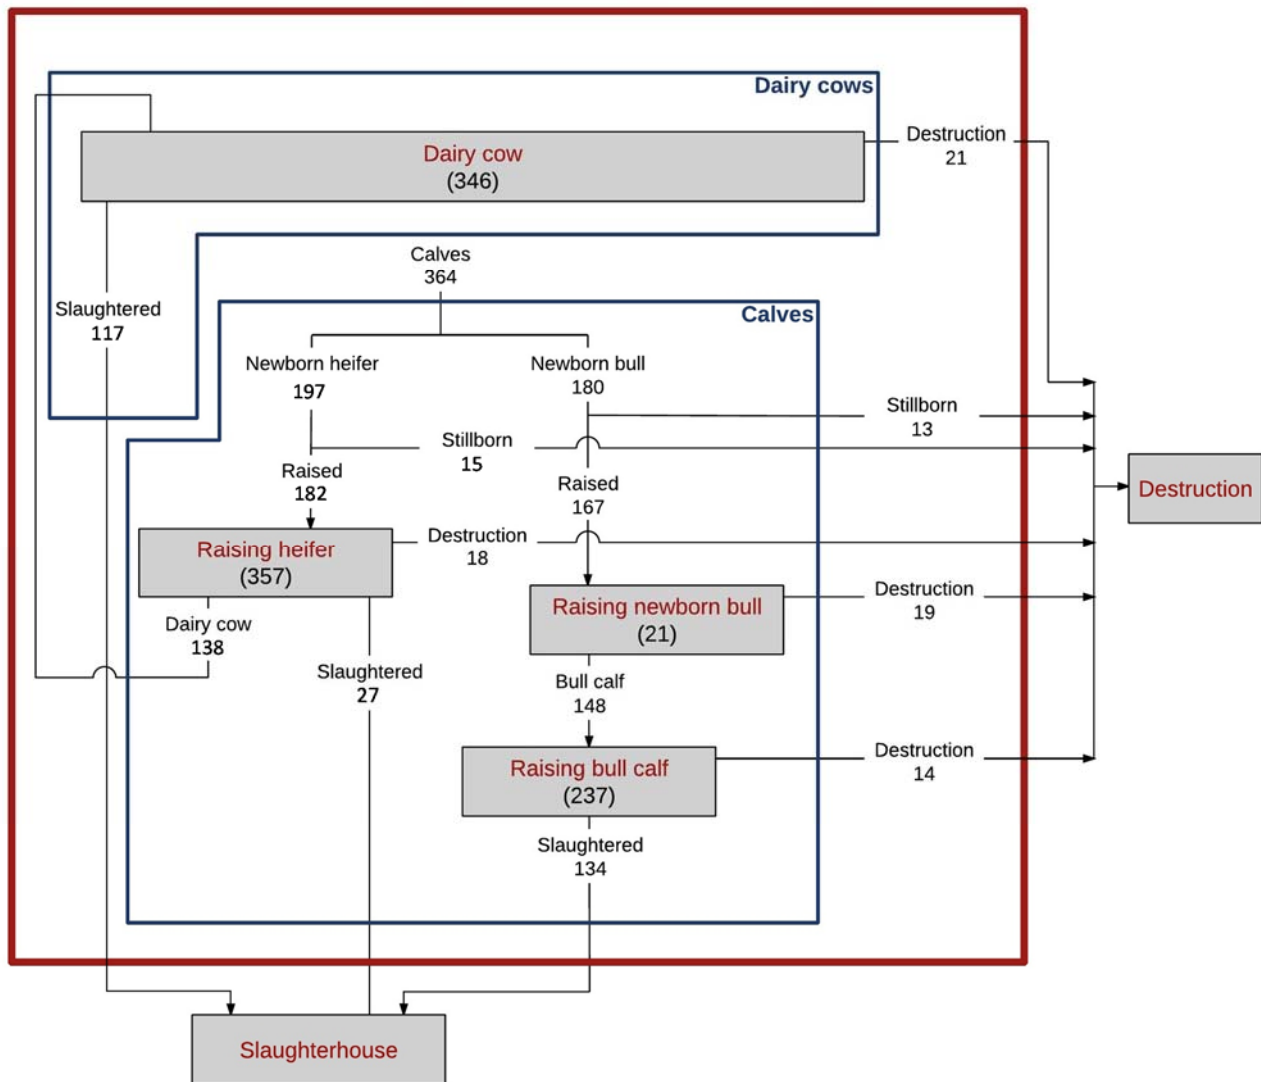 Dairy cows
Destruction
21
Dairy cow
(346)
Calves
364
Slaughtered
117
Calves
Newborn heifer
197
Newborn bull
180
Stillborn
13
Stillborn
15
Raised
182
Raised
167
Destruction
Raising heifer
(357)
Destruction
18
Destruction
19
Raising newborn bull
(21)
Dairy cow
138
Slaughtered
27
Bull calf
148
Raising bull calf
(237)
Destruction
14
Slaughtered
134
Slaughterhouse